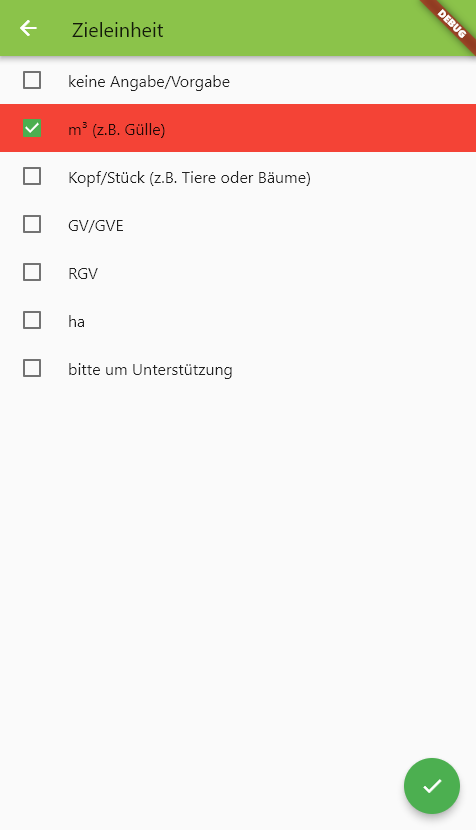 Zieleinheit
DEBUG
keine Angabe/Vorgabe
m³ (z.B. Gülle)
Kopf/Stück (z.B. Tiere oder Bäume)
GV/GVE
RGV
ha
bitte um Unterstützung